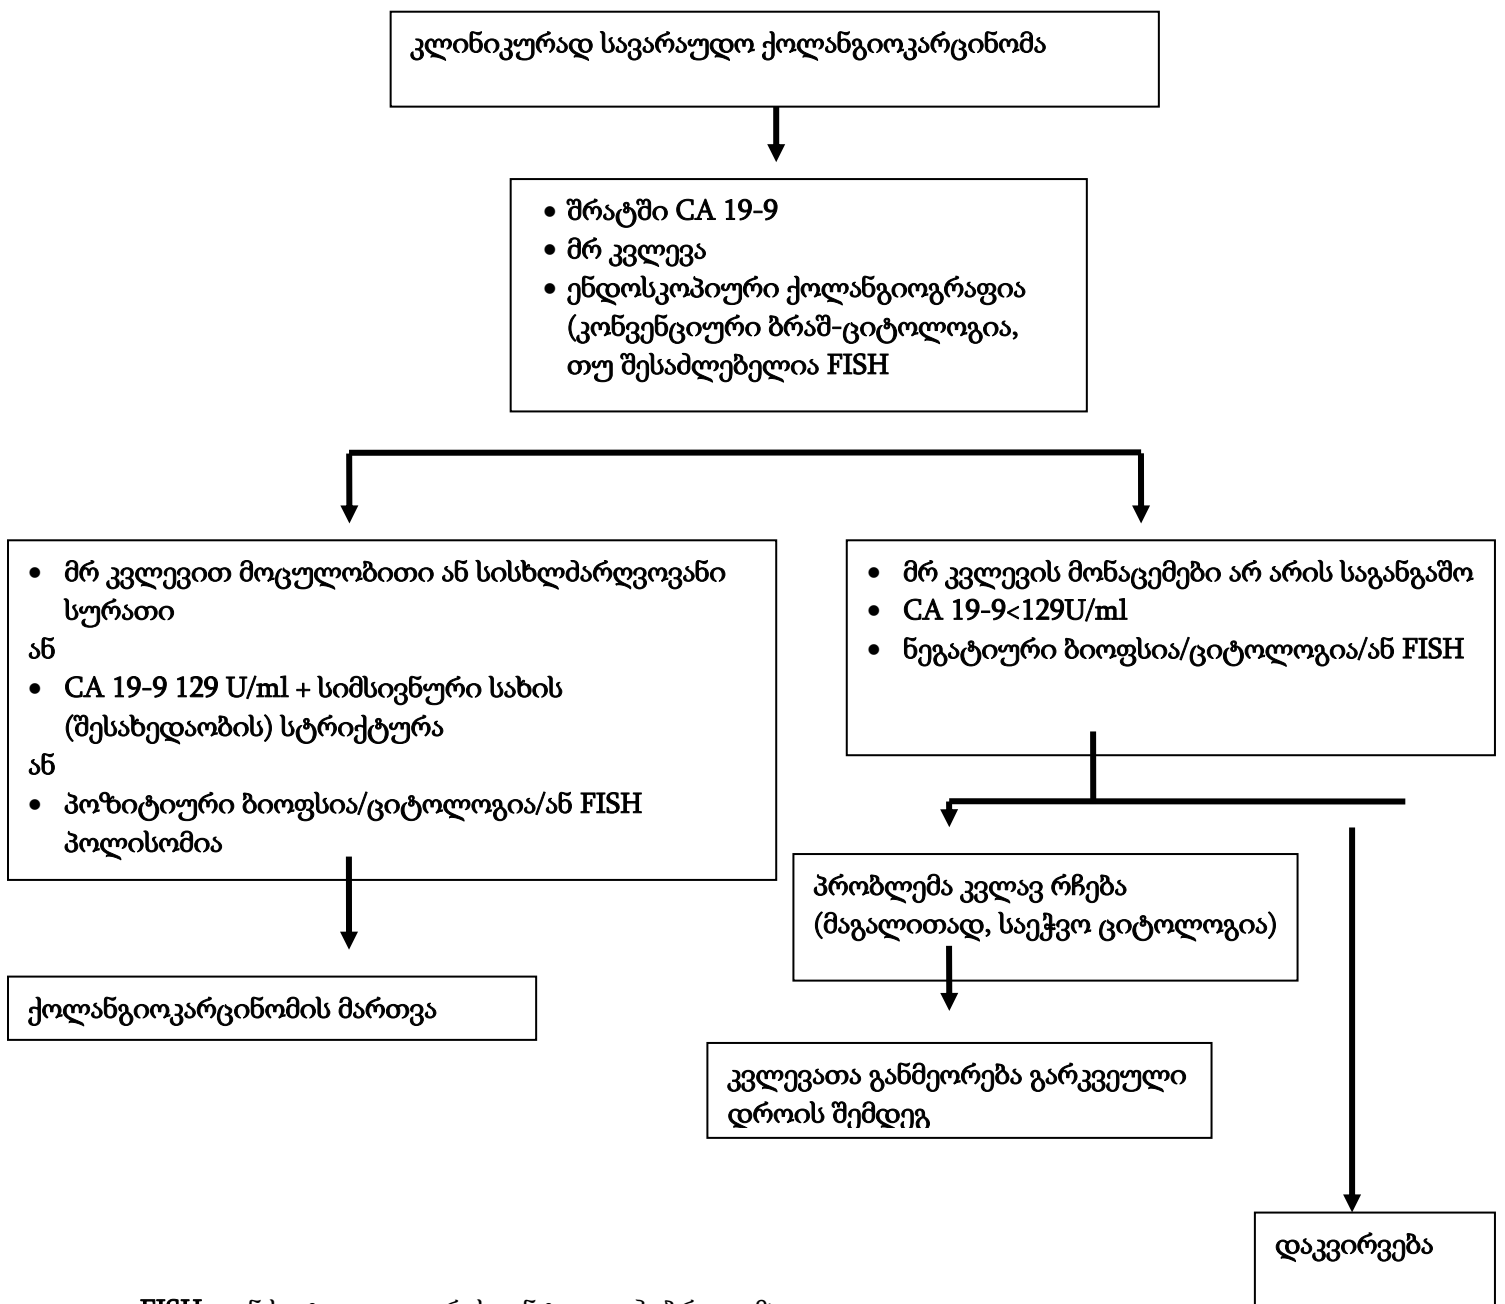 კლინიკურად სავარაუდო ქოლანგიოკარცინომა
• შრატში CA 19-9
• მრ კვლევა
• ენდოსკოპიური ქოლანგიოგრაფია
(კონვენციური ბრაშ-ციტოლოგია,
თუ შესაძლებელია FISH
• მრ კვლევით მოცულობითი ან სისხლძარღვოვანი
სურათი
ან
• CA 19-9 129 U/ml + სიმსივნური სახის
(შესახედაობის) სტრიქტურა
ან
• პოზიტიური ბიოფსია/ციტოლოგია/ან FISH
პოლისომია
• მრ კვლევის მონაცემები არ არის საგანგაშო
• CA 19-9<129U/ml
• ნეგატიური ბიოფსია/ციტოლოგია/ან FISH
პრობლემა კვლავ რჩება
(მაგალითად, საეჭვო ციტოლოგია)
ქოლანგიოკარცინომის მართვა
კვლევათა განმეორება გარკვეული
დროის შემდეგ
დაკვირვება
FISH